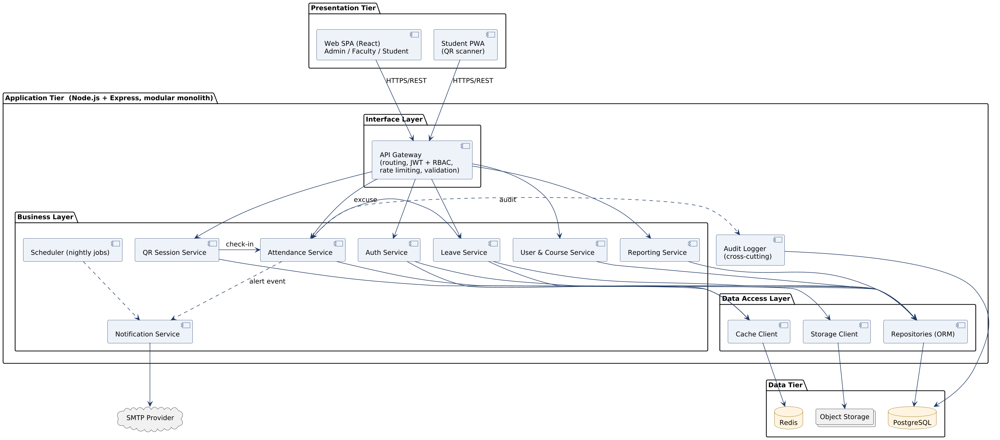 Presentation Tier
Web SPA (React)
Admin / Faculty / Student
Student PWA
(QR scanner)
HTTPS/REST
HTTPS/REST
Application Tier  (Node.js + Express, modular monolith)
Interface Layer
API Gateway
(routing, JWT + RBAC,
rate limiting, validation)
excuse
audit
Business Layer
Scheduler (nightly jobs)
QR Session Service
check-in
Attendance Service
Auth Service
Leave Service
User & Course Service
Reporting Service
Audit Logger
(cross-cutting)
alert event
Data Access Layer
Notification Service
Cache Client
Storage Client
Repositories (ORM)
Data Tier
SMTP Provider
Redis
Object Storage
PostgreSQL